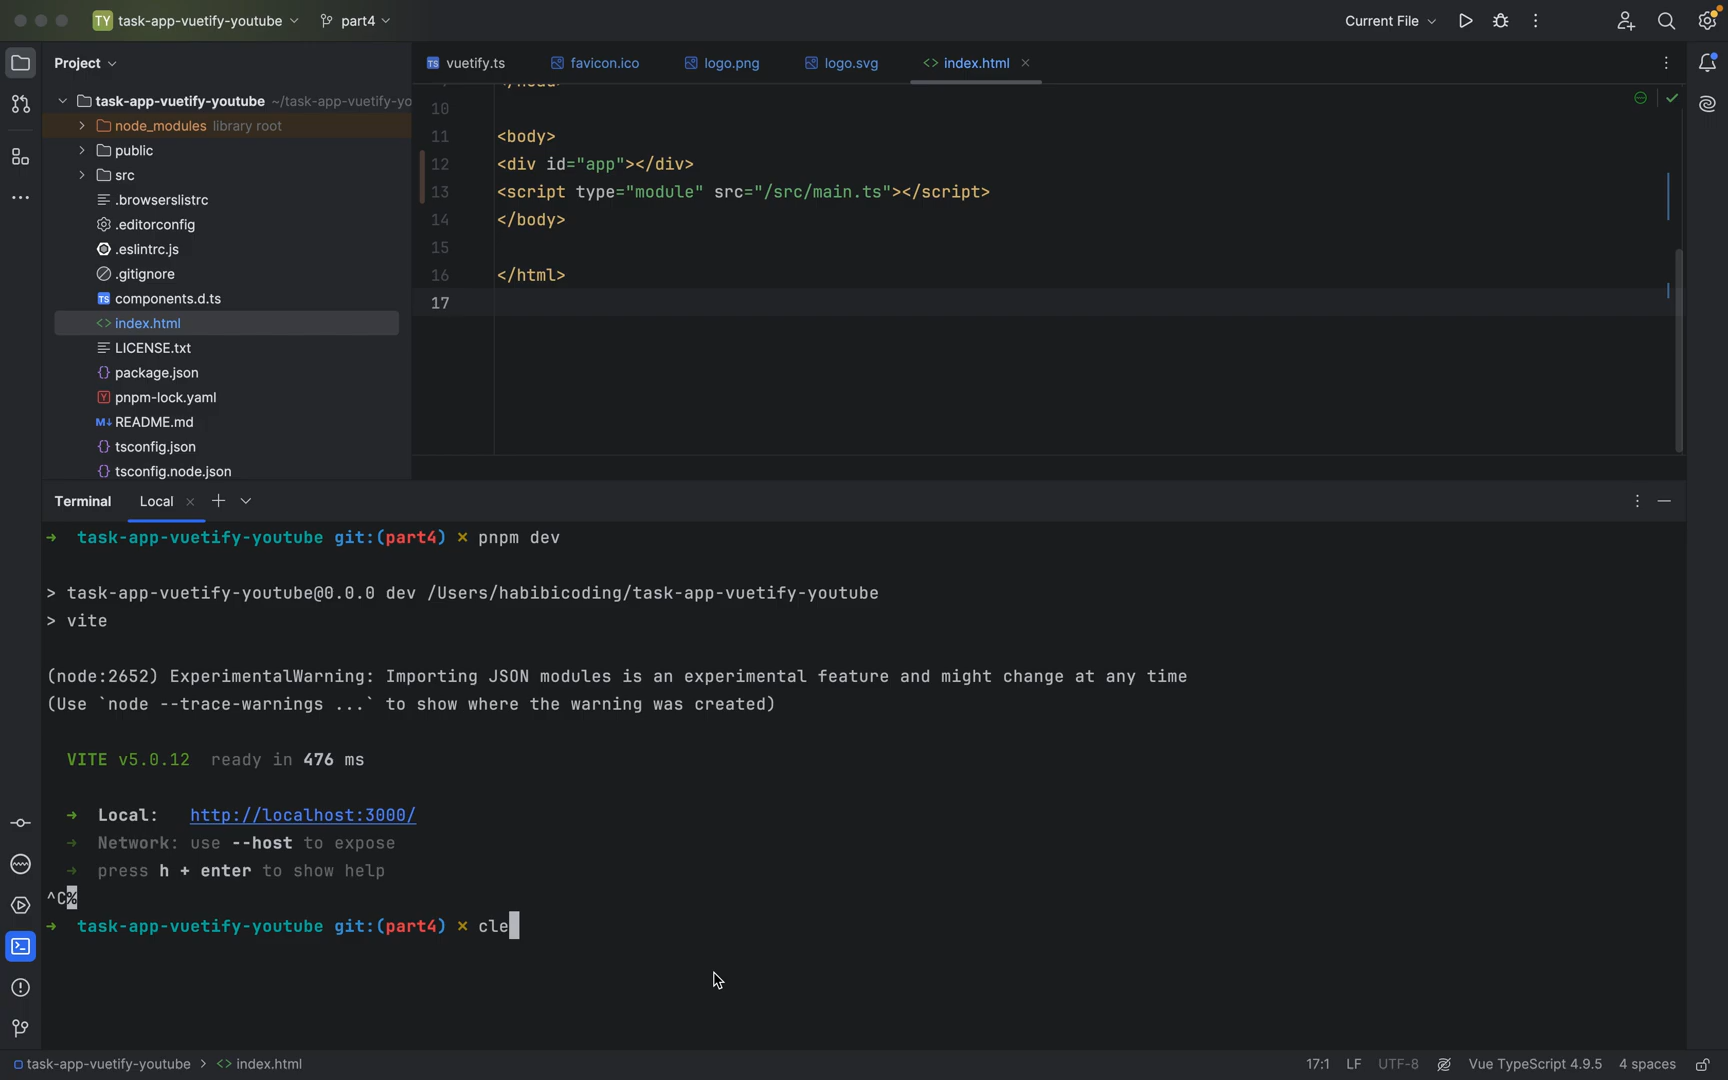 TY task-app-vuetify-youtube part4 Current File
Project
vuetify.ts favicon.ico logo.png logo.svg index.html
task-app-vuetify-youtube ~/task-app-vuetify-yo
node_modules library root
public
src
.browserslistrc
.editorconfig
.eslintrc.js
.gitignore
TS components.d.ts
<> index.html
LICENSE.txt
{} package.json
Y pnpm-lock.yaml
M↓ README.md
{} tsconfig.json
{} tsconfig.node.json
10
11 <body>
12 <div id="app"></div>
13 <script type="module" src="/src/main.ts"></script>
14 </body>
15
16 </html>
17
Terminal Local
→ task-app-vuetify-youtube git:(part4) × pnpm dev
> task-app-vuetify-youtube@0.0.0 dev /Users/habibicoding/task-app-vuetify-youtube
> vite
(node:2652) ExperimentalWarning: Importing JSON modules is an experimental feature and might change at any time
(Use `node --trace-warnings ...` to show where the warning was created)
VITE v5.0.12 ready in 476 ms
→ Local: http://localhost:3000/
→ Network: use --host to expose
→ press h + enter to show help
^C%
→ task-app-vuetify-youtube git:(part4) × cle
task-app-vuetify-youtube > <> index.html 17:1 LF UTF-8 Vue TypeScript 4.9.5 4 spaces